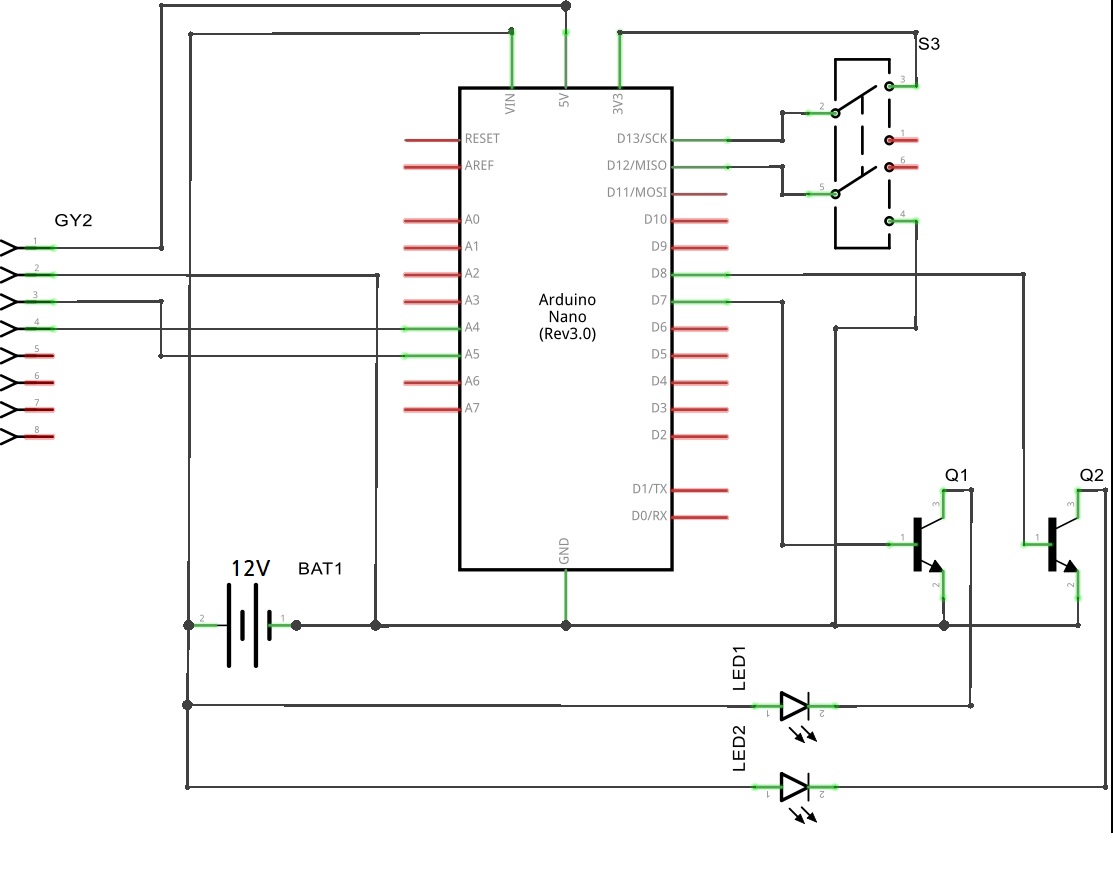 S3
VIN
5V
3V3
3
2
1
6
5
4
RESET
AREF
A0
A1
A2
A3
A4
A5
A6
A7
D13/SCK
D12/MISO
D11/MOSI
D10
D9
D8
D7
D6
D5
D4
D3
D2
D1/TX
D0/RX
GND
Arduino
Nano
(Rev3.0)
GY2
1
2
3
4
5
6
7
8
Q1
3
1
2
Q2
3
1
2
12V
BAT1
2
1
LED1
1
2
LED2
1
2